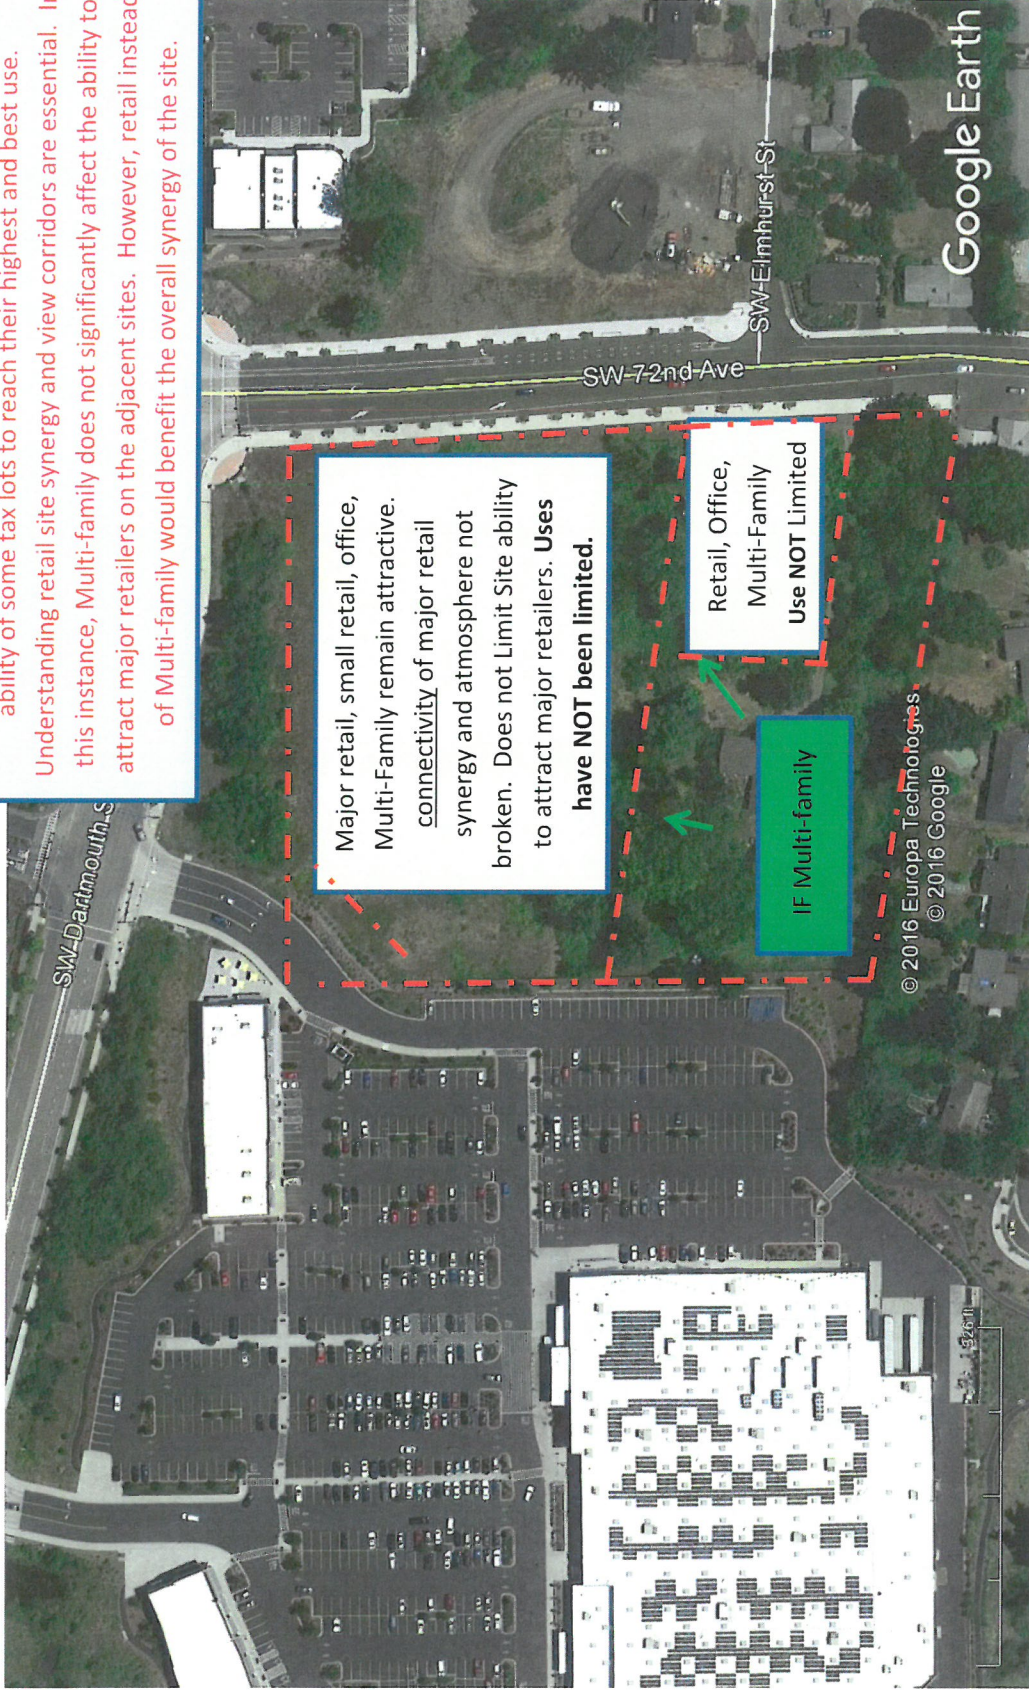 ability of some tax lots to reach their highest and best use.
Understanding retail site synergy and view corridors are essential.
this instance, Multi-family does not significantly affect the ability to
attract major retailers on the adjacent sites. However, retail instead
of Multi-family would benefit the overall synergy of the site.
SW Dartmouth S
Major retail, small retail, office,
Multi-Family remain attractive.
connectivity of major retail
synergy and atmosphere not
broken. Does not Limit Site ability
to attract major retailers. Uses
have NOT been limited.
SW 72nd Ave
SW Elmhurst St
Retail, Office,
Multi-Family
Use NOT Limited
IF Multi-family
© 2016 Europa Technologies
© 2016 Google
Google Earth
326 ft